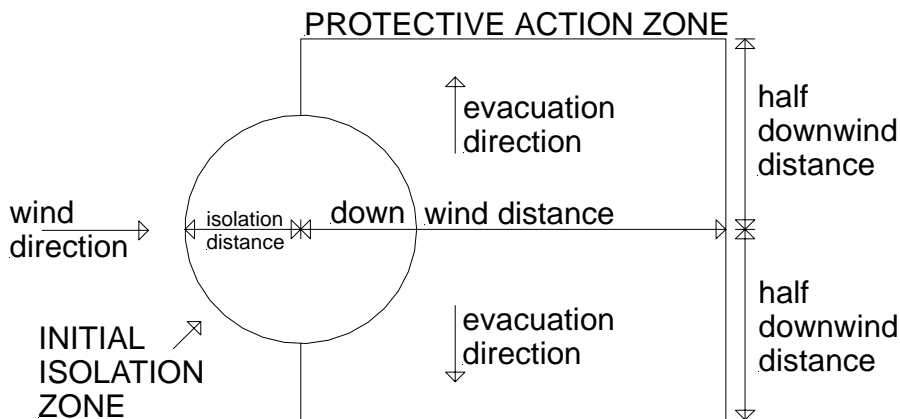 PROTECTIVE ACTION ZONE
evacuation
direction
half
downwind
distance
wind
direction
isolation
distance
down wind distance
evacuation
direction
half
downwind
distance
INITIAL
ISOLATION
ZONE